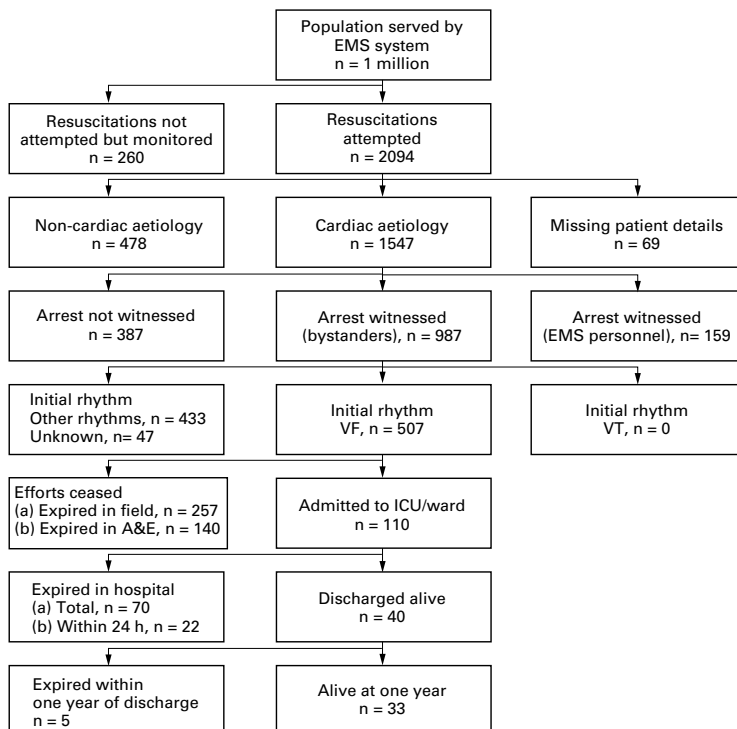 Population served by
EMS system
n = 1 million
Resuscitations not
attempted but monitored
n = 260
Resuscitations
attempted
n = 2094
Non-cardiac aetiology
n = 478
Cardiac aetiology
n = 1547
Missing patient details
n = 69
Arrest not witnessed
n = 387
Arrest witnessed
(bystanders), n = 987
Arrest witnessed
(EMS personnel), n= 159
Initial rhythm
Other rhythms, n = 433
Unknown, n= 47
Initial rhythm
VF, n = 507
Initial rhythm
VT, n = 0
Efforts ceased
(a) Expired in field, n = 257
(b) Expired in A&E, n = 140
Admitted to ICU/ward
n = 110
Expired in hospital
(a) Total, n = 70
(b) Within 24 h, n = 22
Discharged alive
n = 40
Expired within
one year of discharge
n = 5
Alive at one year
n = 33